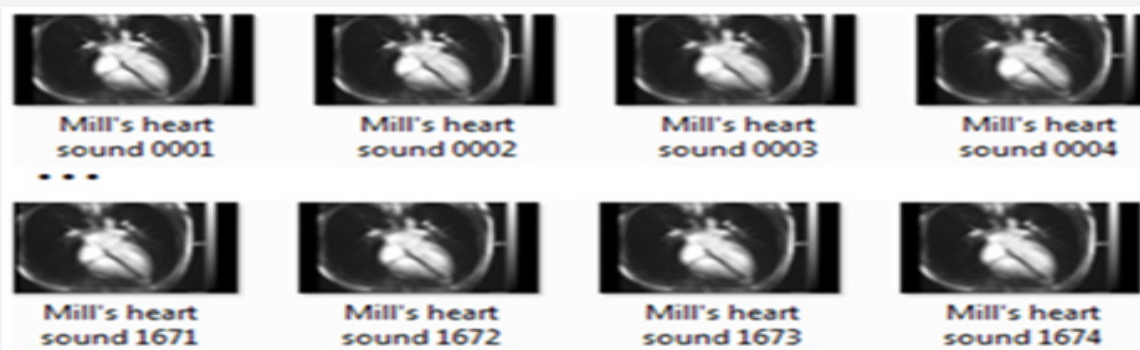 Mill's heart Mill's heart Mill's heart Mill's heart
sound 0001 sound 0002 sound 0003 sound 0004
...
Mill's heart Mill's heart Mill's heart Mill's heart
sound 1671 sound 1672 sound 1673 sound 1674